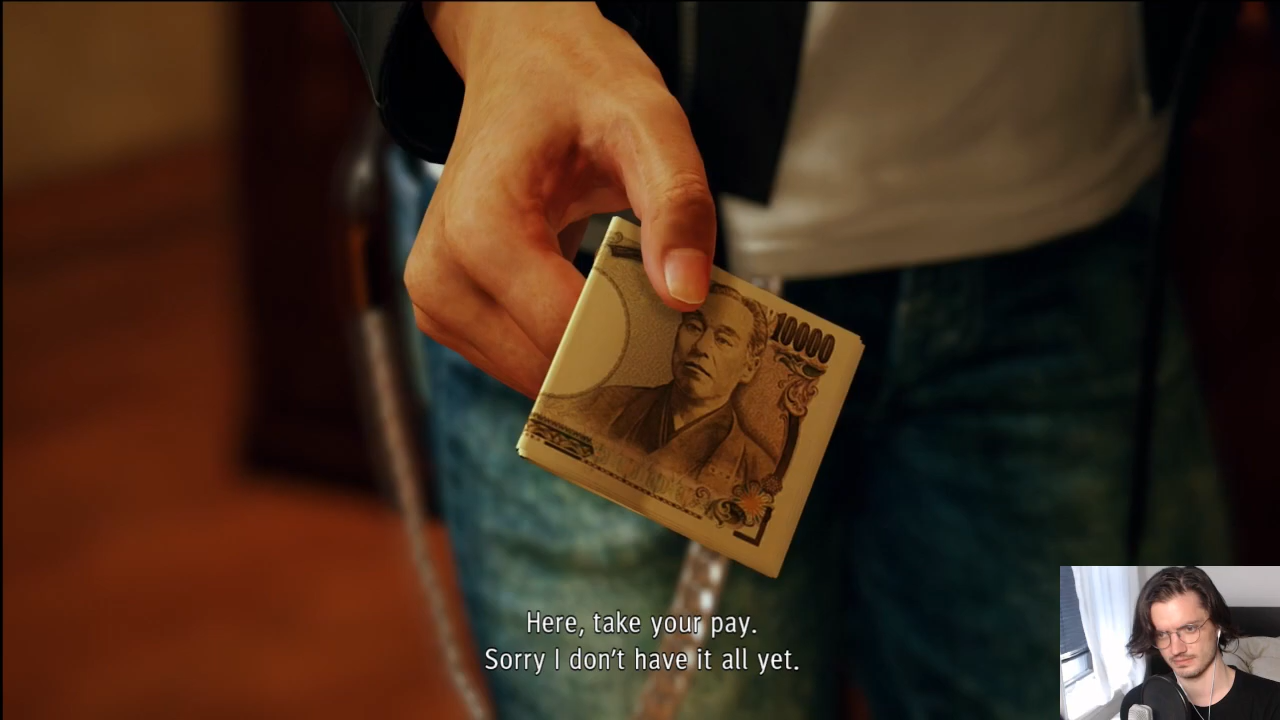 10000
Here, take your pay.
Sorry I don't have it all yet.